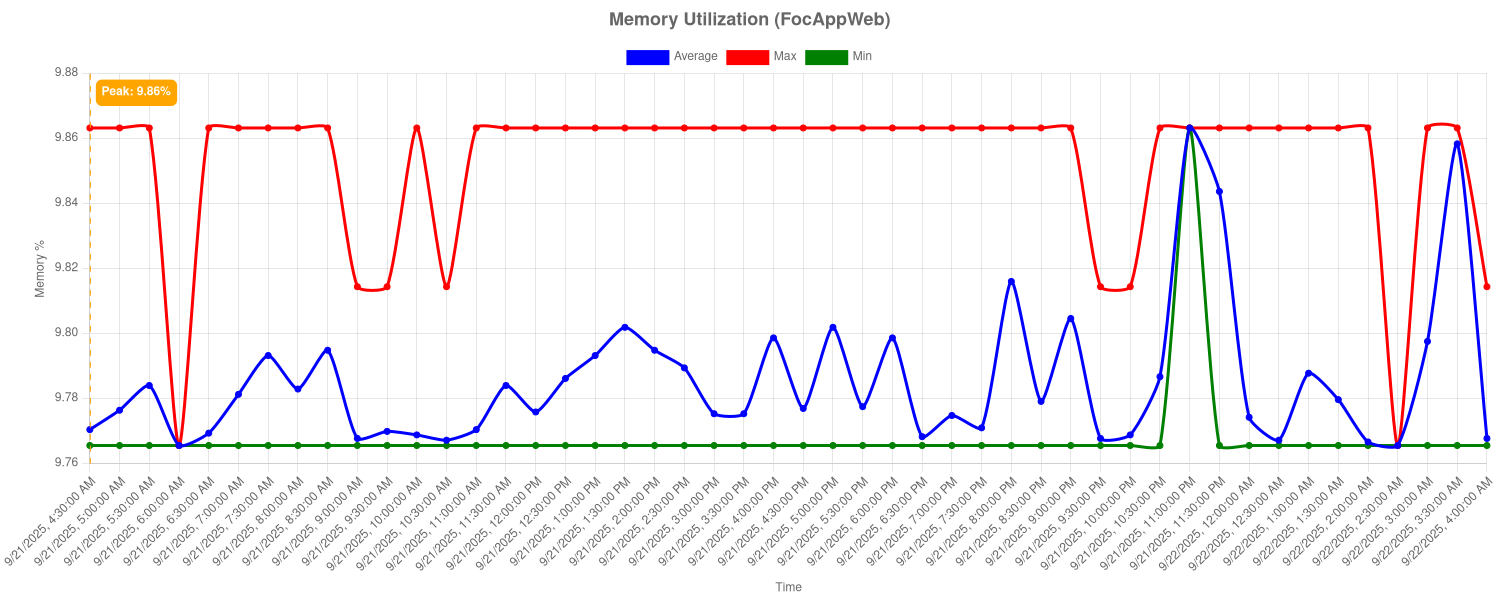 Memory Utilization (FocAppWeb)
Average Max Min
Peak: 9.86%
9.88
9.86
9.84
9.82
9.80
9.78
9.76
Memory %
9/21/2025, 4:30:00 AM
9/21/2025, 5:00:00 AM
9/21/2025, 5:30:00 AM
9/21/2025, 6:00:00 AM
9/21/2025, 6:30:00 AM
9/21/2025, 7:00:00 AM
9/21/2025, 7:30:00 AM
9/21/2025, 8:00:00 AM
9/21/2025, 8:30:00 AM
9/21/2025, 9:00:00 AM
9/21/2025, 9:30:00 AM
9/21/2025, 10:00:00 AM
9/21/2025, 10:30:00 AM
9/21/2025, 11:00:00 AM
9/21/2025, 11:30:00 AM
9/21/2025, 12:00:00 PM
9/21/2025, 12:30:00 PM
9/21/2025, 1:00:00 PM
9/21/2025, 1:30:00 PM
9/21/2025, 2:00:00 PM
9/21/2025, 2:30:00 PM
9/21/2025, 3:00:00 PM
9/21/2025, 3:30:00 PM
9/21/2025, 4:00:00 PM
9/21/2025, 4:30:00 PM
9/21/2025, 5:00:00 PM
9/21/2025, 5:30:00 PM
9/21/2025, 6:00:00 PM
9/21/2025, 6:30:00 PM
9/21/2025, 7:00:00 PM
9/21/2025, 7:30:00 PM
9/21/2025, 8:00:00 PM
9/21/2025, 8:30:00 PM
9/21/2025, 9:00:00 PM
9/21/2025, 9:30:00 PM
9/21/2025, 10:00:00 PM
9/21/2025, 10:30:00 PM
9/21/2025, 11:00:00 PM
9/21/2025, 11:30:00 PM
9/22/2025, 12:00:00 AM
9/22/2025, 12:30:00 AM
9/22/2025, 1:00:00 AM
9/22/2025, 1:30:00 AM
9/22/2025, 2:00:00 AM
9/22/2025, 2:30:00 AM
9/22/2025, 3:00:00 AM
9/22/2025, 3:30:00 AM
9/22/2025, 4:00:00 AM
Time